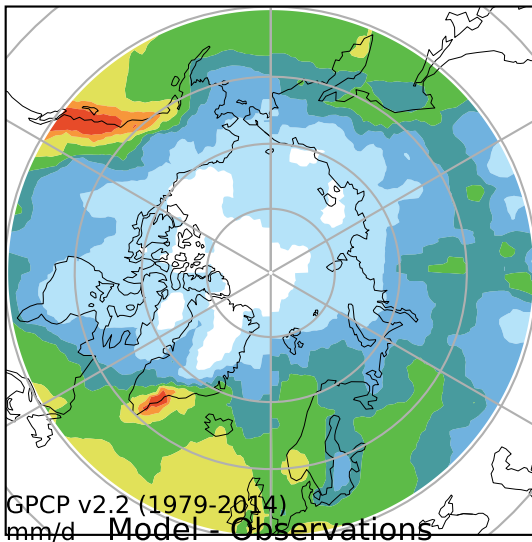 GPCP v2.2 (1979-2014)
mm/d Model - Observations